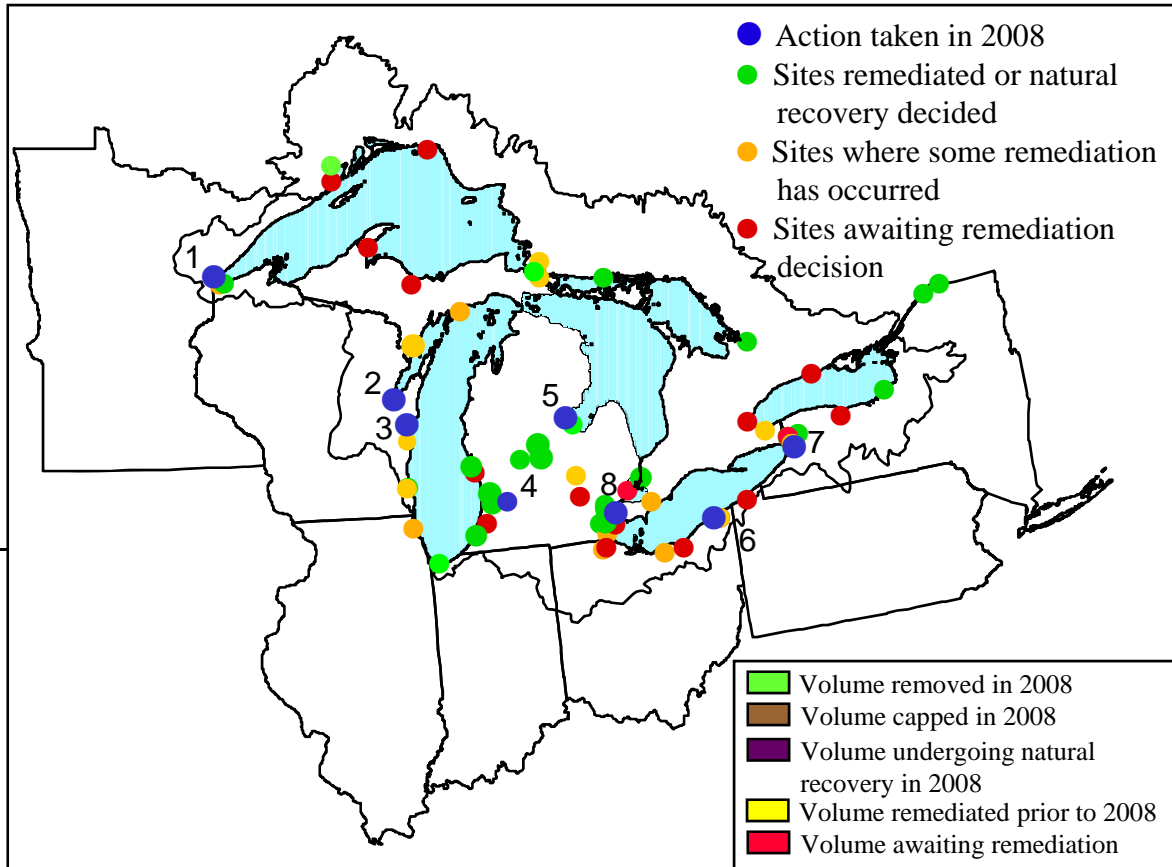 Action taken in 2008
Sites remediated or natural
recovery decided
Sites where some remediation
has occurred
Sites awaiting remediation
decision
1
2
3
5
4
8
7
6
Volume removed in 2008
Volume capped in 2008
Volume undergoing natural
recovery in 2008
Volume remediated prior to 2008
Volume awaiting remediation